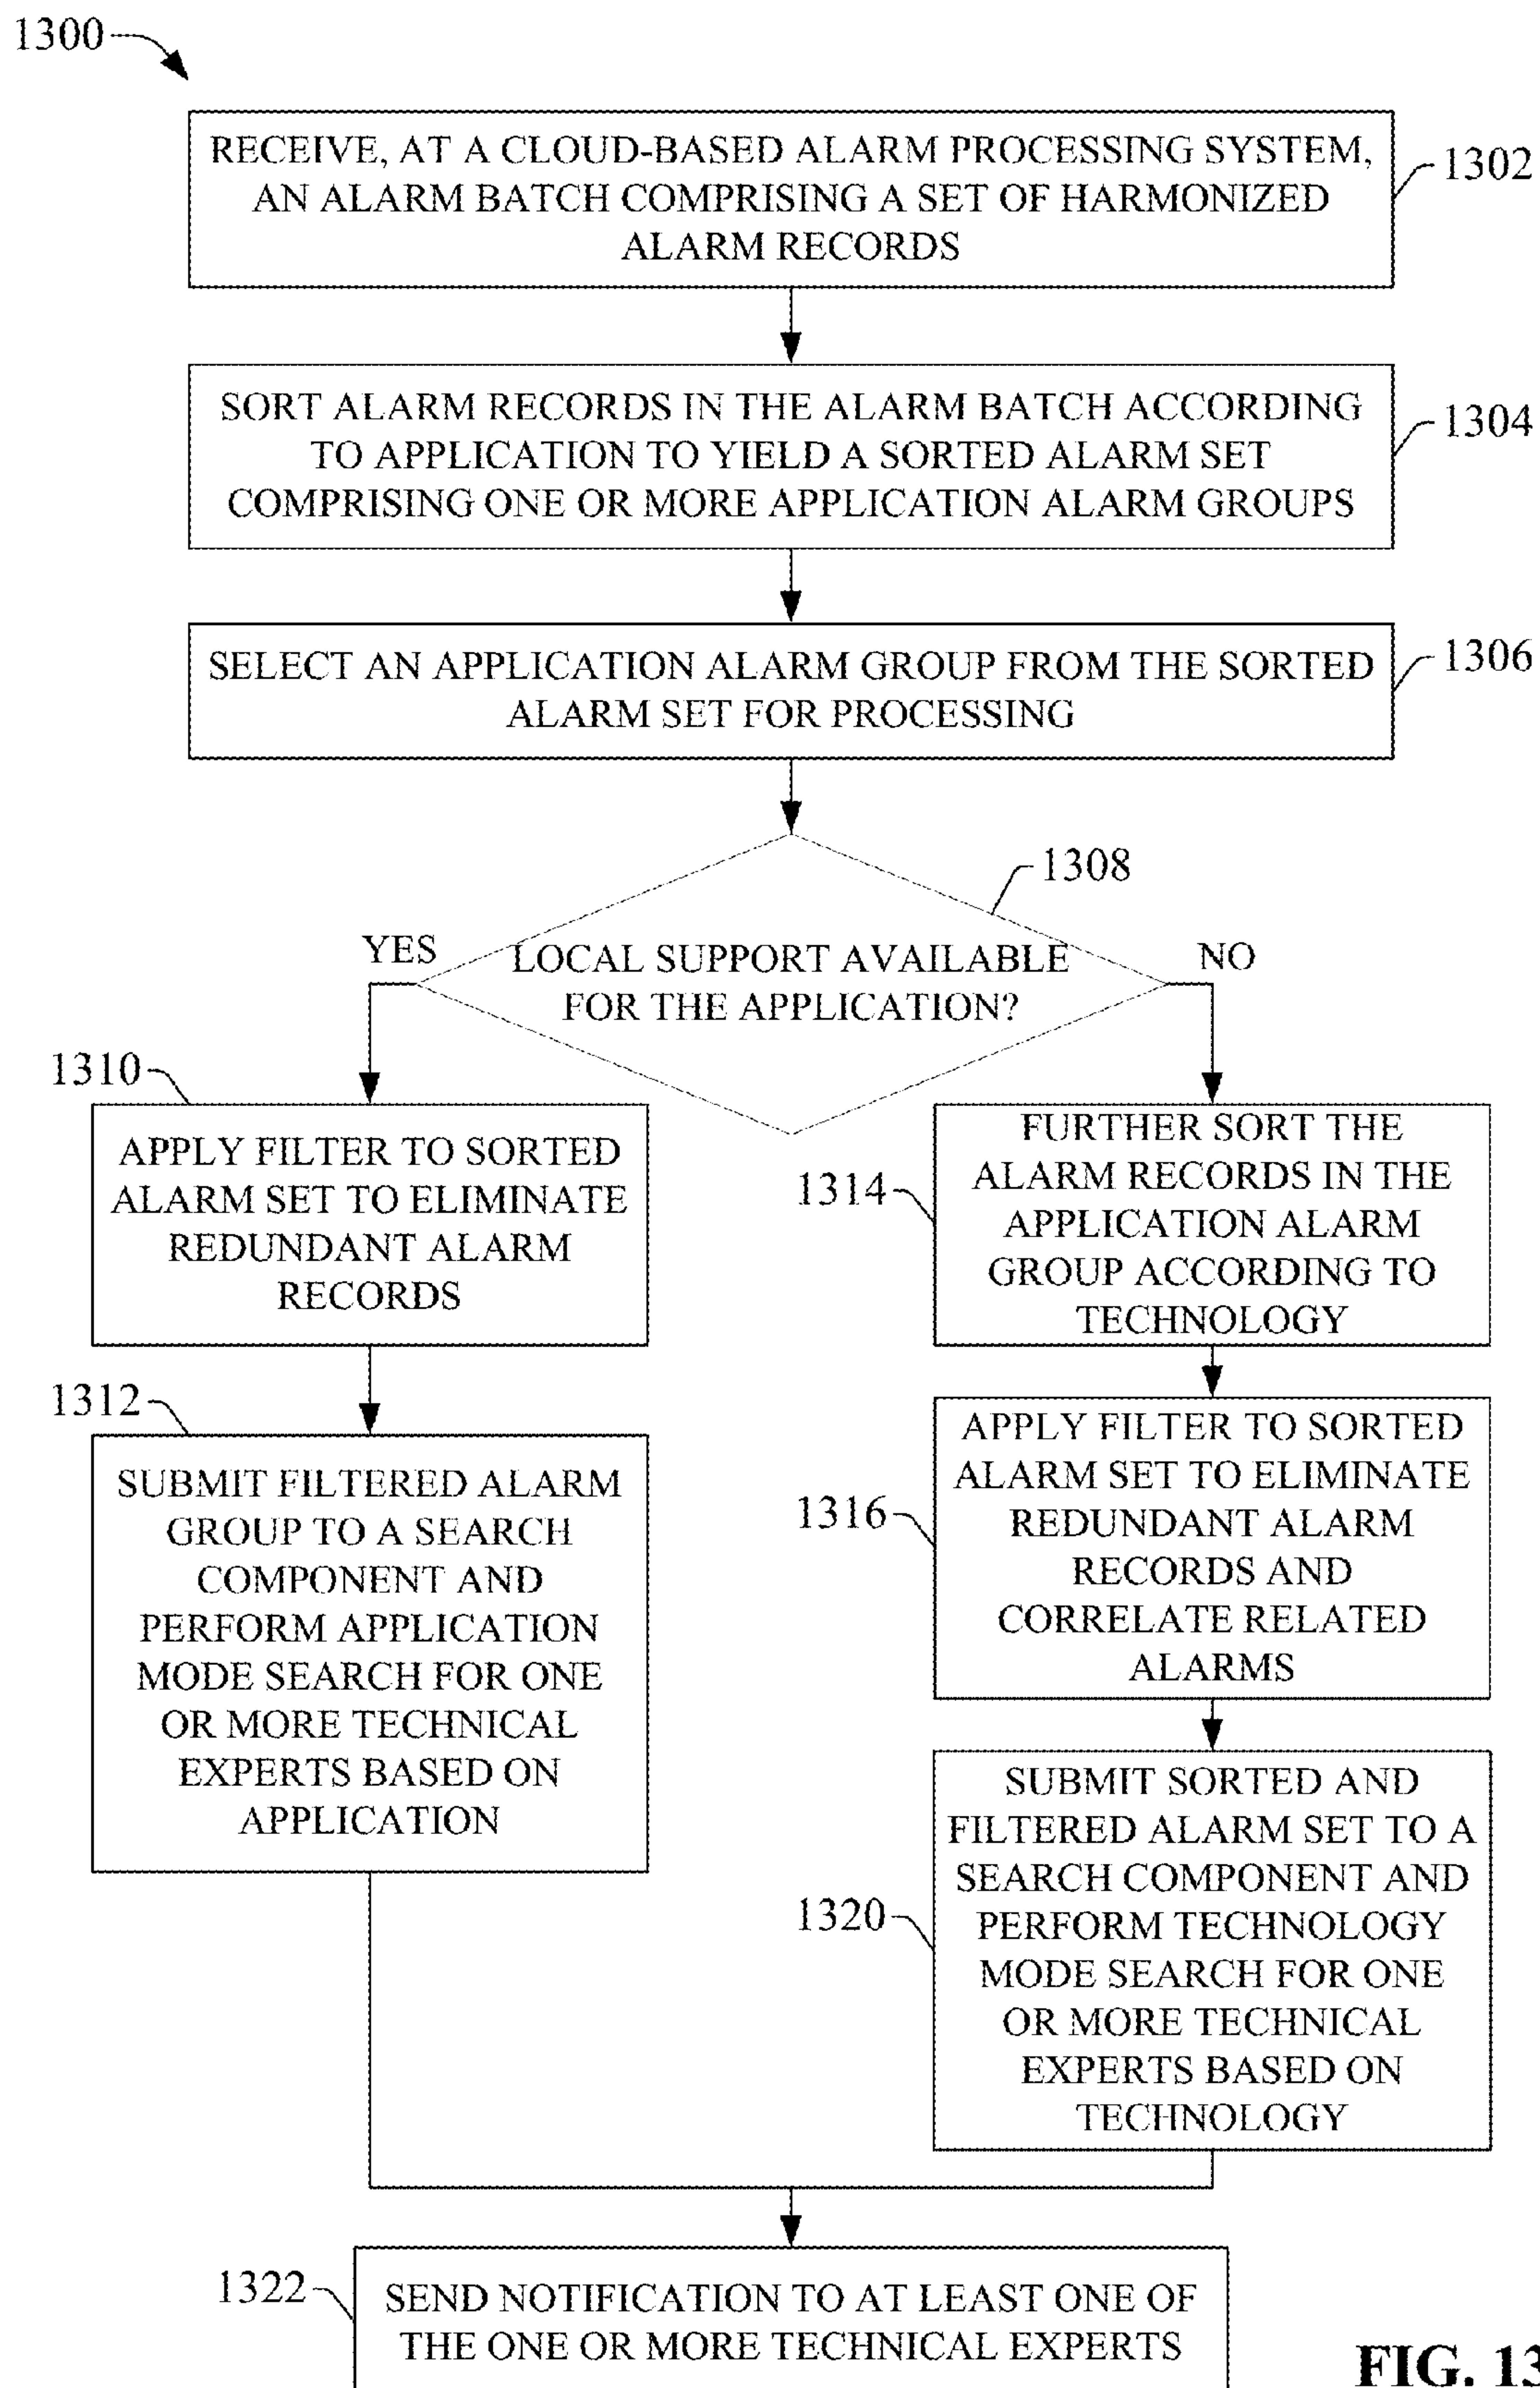 1300
RECEIVE, AT A CLOUD-BASED ALARM PROCESSING SYSTEM,
AN ALARM BATCH COMPRISING A SET OF HARMONIZED
ALARM RECORDS
1302
SORT ALARM RECORDS IN THE ALARM BATCH ACCORDING
TO APPLICATION TO YIELD A SORTED ALARM SET
COMPRISING ONE OR MORE APPLICATION ALARM GROUPS
1304
SELECT AN APPLICATION ALARM GROUP FROM THE SORTED
ALARM SET FOR PROCESSING
1306
1308
YES
LOCAL SUPPORT AVAILABLE
FOR THE APPLICATION?
NO
1310
APPLY FILTER TO SORTED
ALARM SET TO ELIMINATE
REDUNDANT ALARM
RECORDS
1312
SUBMIT FILTERED ALARM
GROUP TO A SEARCH
COMPONENT AND
PERFORM APPLICATION
MODE SEARCH FOR ONE
OR MORE TECHNICAL
EXPERTS BASED ON
APPLICATION
1314
FURTHER SORT THE
ALARM RECORDS IN THE
APPLICATION ALARM
GROUP ACCORDING TO
TECHNOLOGY
1316
APPLY FILTER TO SORTED
ALARM SET TO ELIMINATE
REDUNDANT ALARM
RECORDS AND
CORRELATE RELATED
ALARMS
1320
SUBMIT SORTED AND
FILTERED ALARM SET TO A
SEARCH COMPONENT AND
PERFORM TECHNOLOGY
MODE SEARCH FOR ONE
OR MORE TECHNICAL
EXPERTS BASED ON
TECHNOLOGY
1322
SEND NOTIFICATION TO AT LEAST ONE OF
THE ONE OR MORE TECHNICAL EXPERTS
FIG. 13